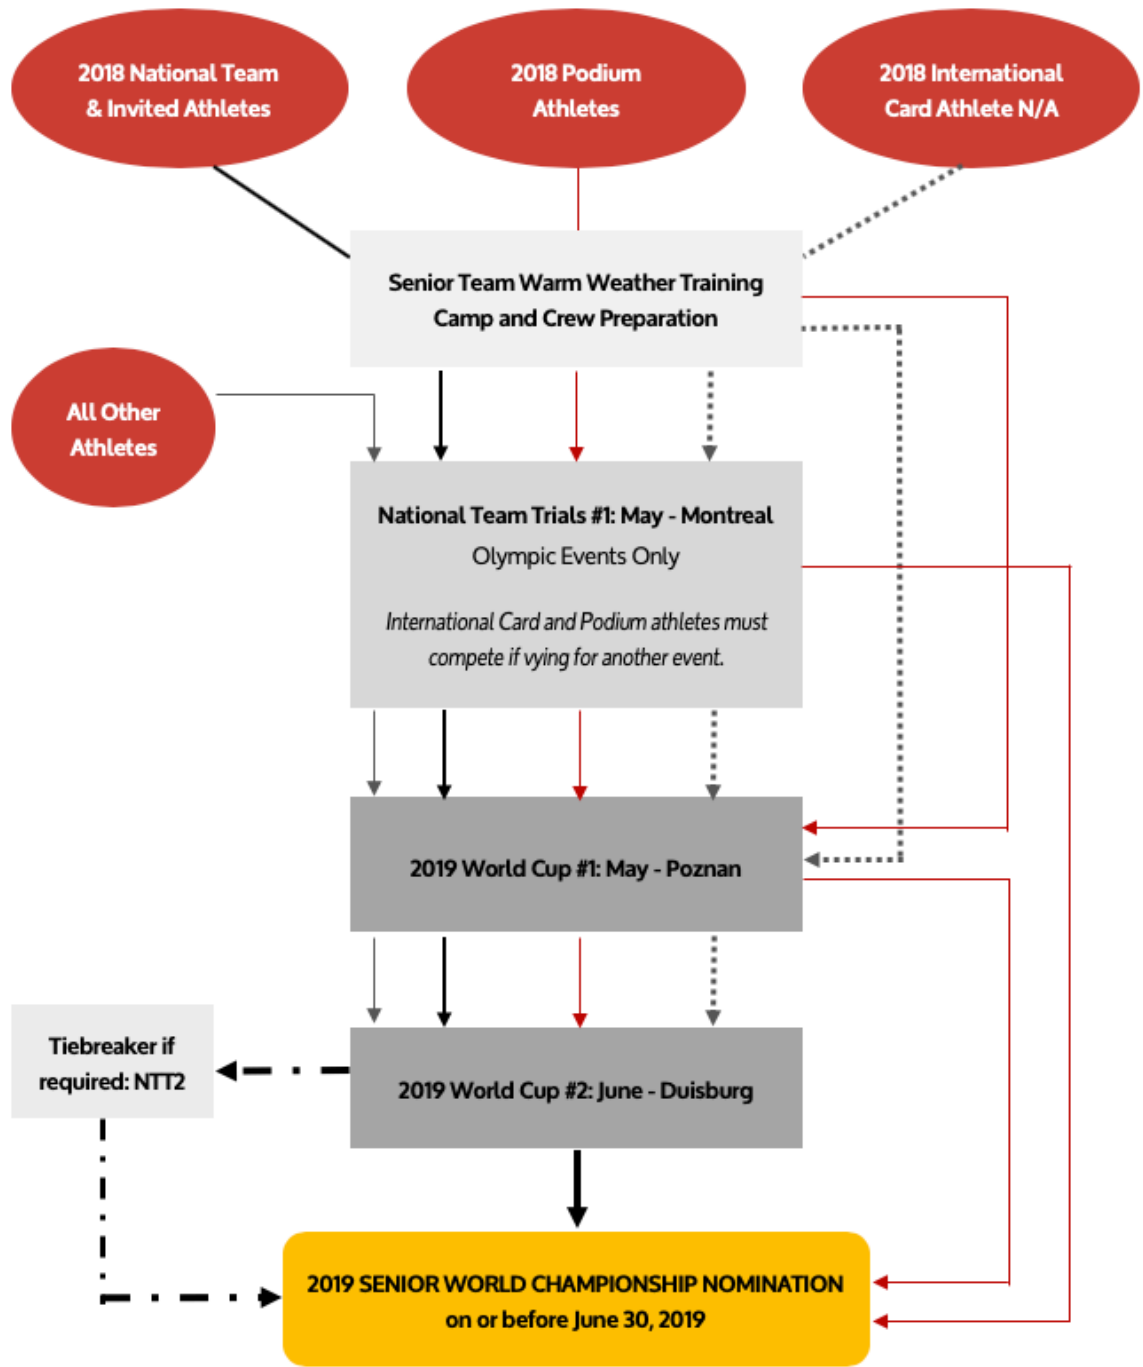 2018 National Team
& Invited Athletes
2018 Podium
Athletes
2018 International
Card Athlete N/A
Senior Team Warm Weather Training
Camp and Crew Preparation
All Other
Athletes
National Team Trials #1: May - Montreal
Olympic Events Only
International Card and Podium athletes must
compete if vying for another event.
2019 World Cup #1: May - Poznan
Tiebreaker if
required: NTT2
2019 World Cup #2: June - Duisburg
2019 SENIOR WORLD CHAMPIONSHIP NOMINATION
on or before June 30, 2019